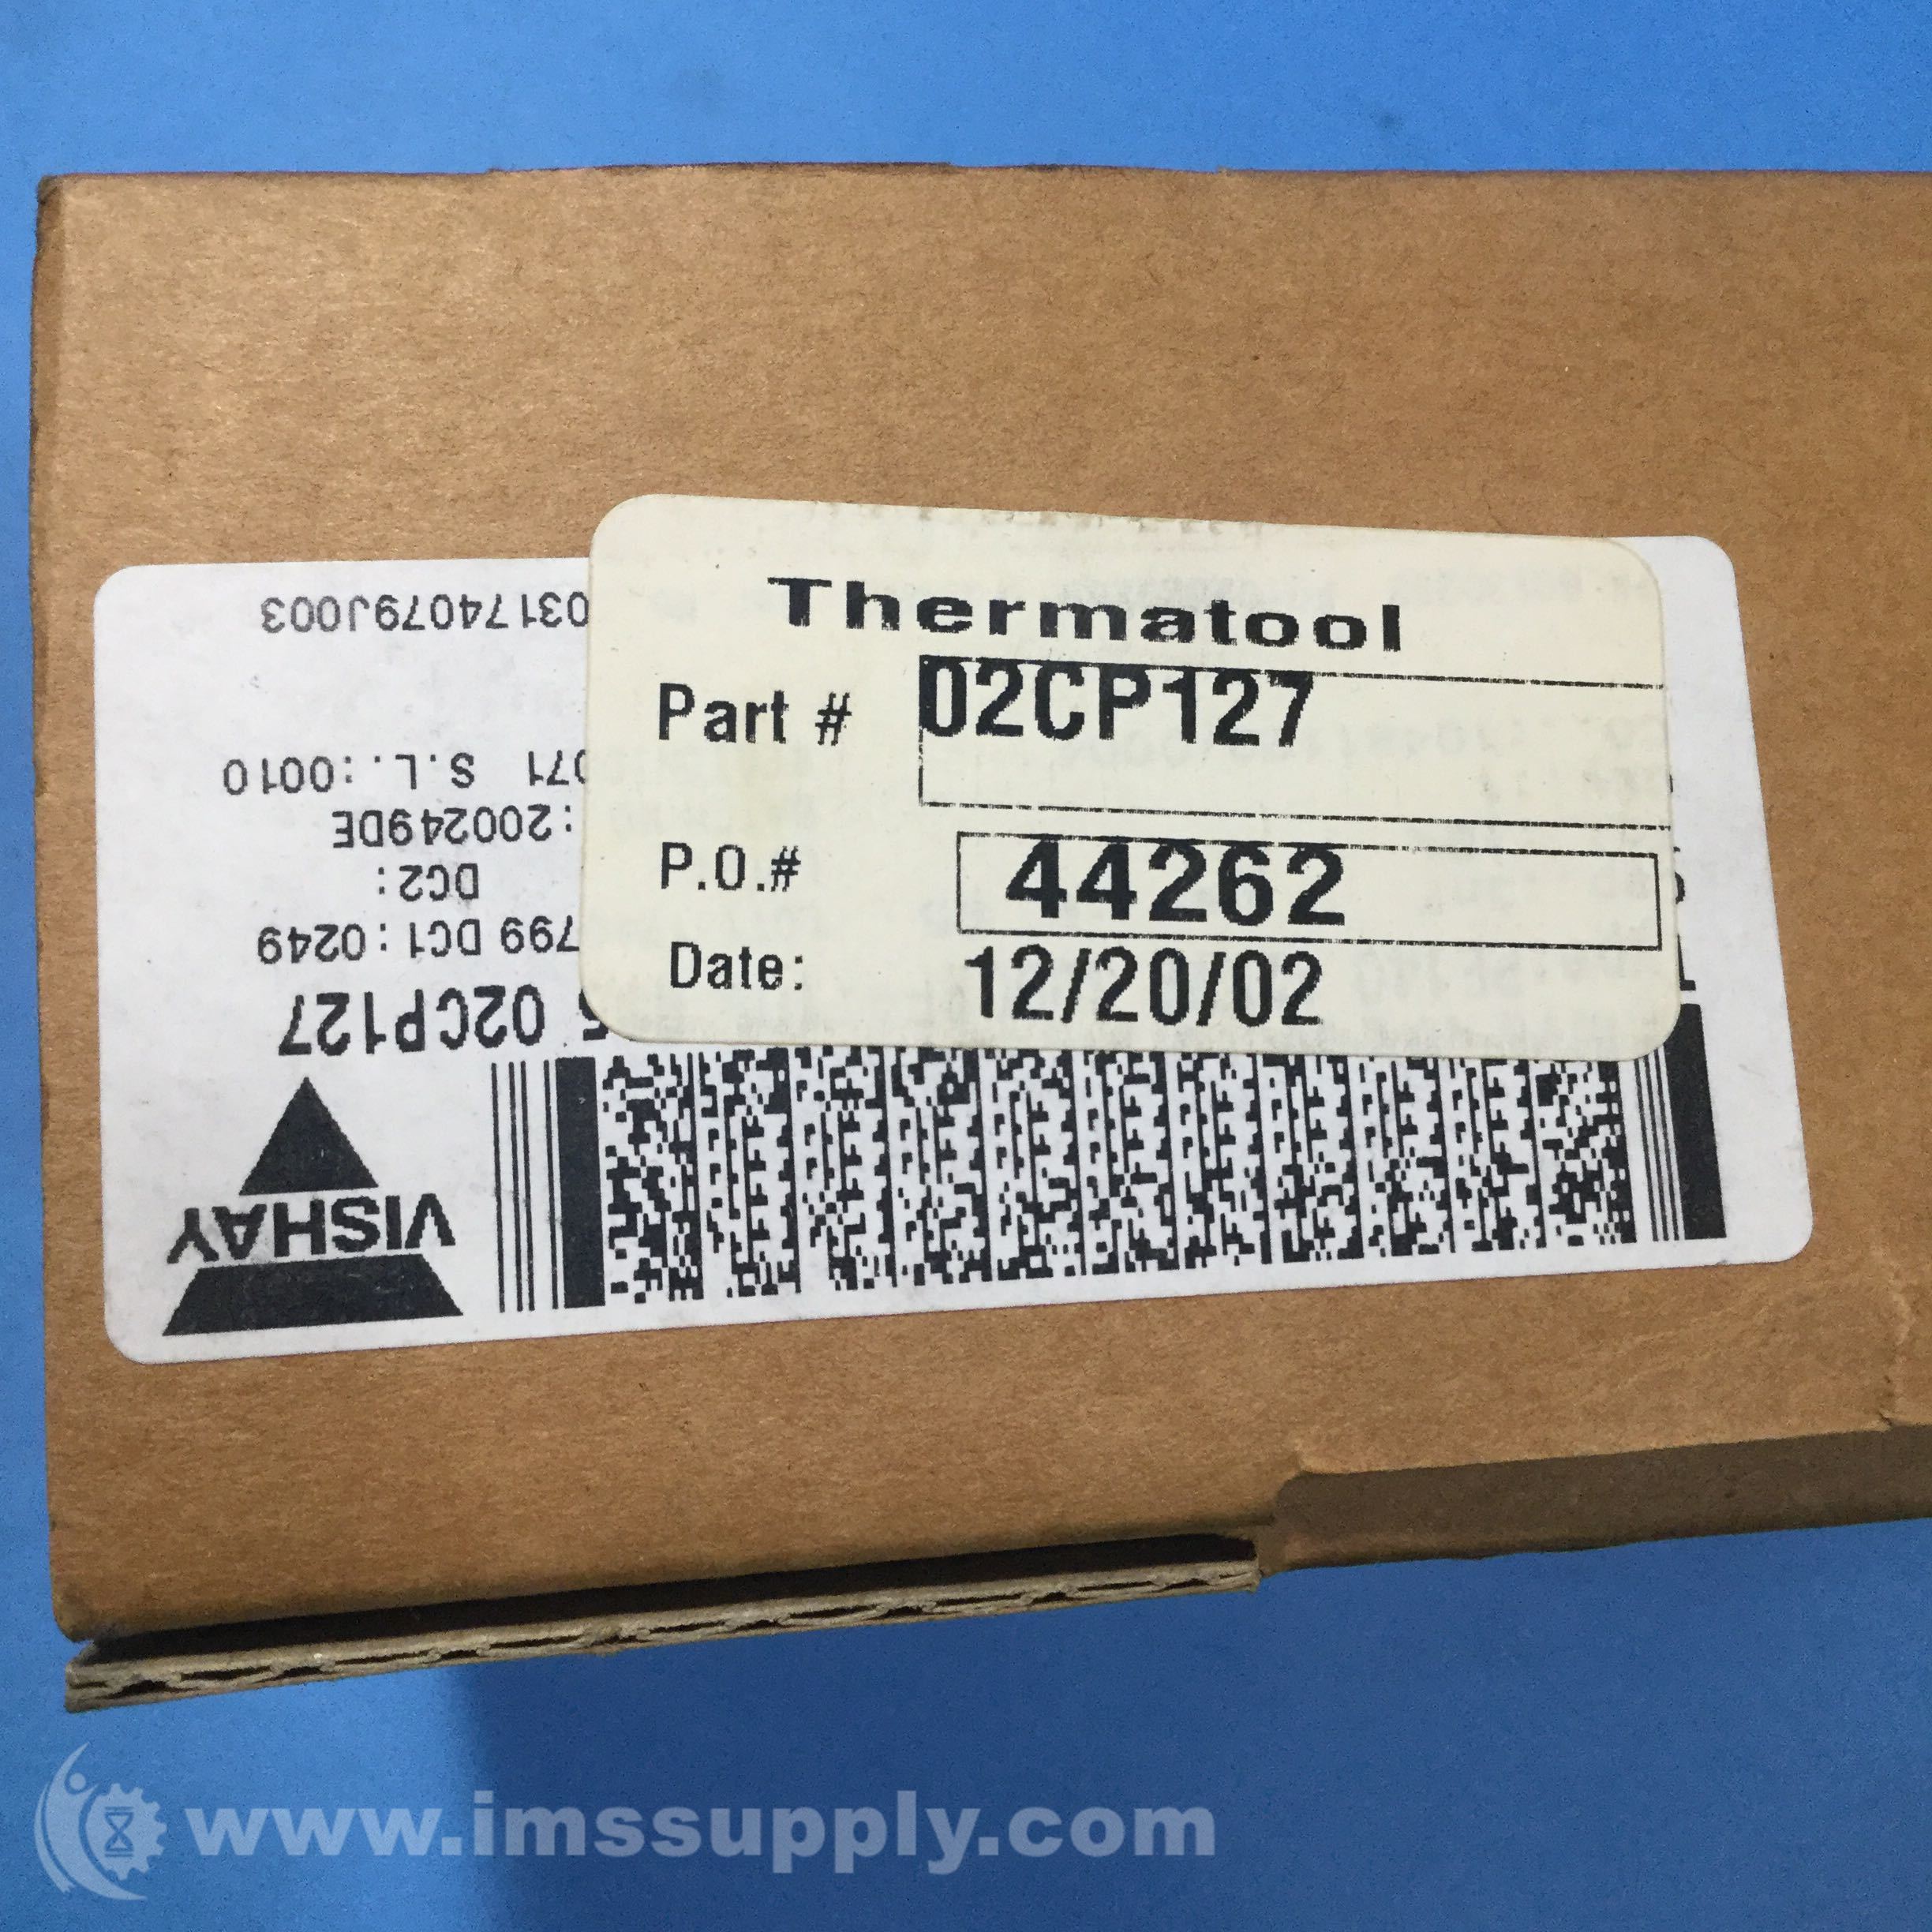 Thermatool
Part # 02CP127
P.O.# 44262
Date: 12/20/02
VISHAY
02CP127
799 DC1:0249
DC2:
:200249DE
071 S.L.:0010
03174079J003
www.imssupply.com